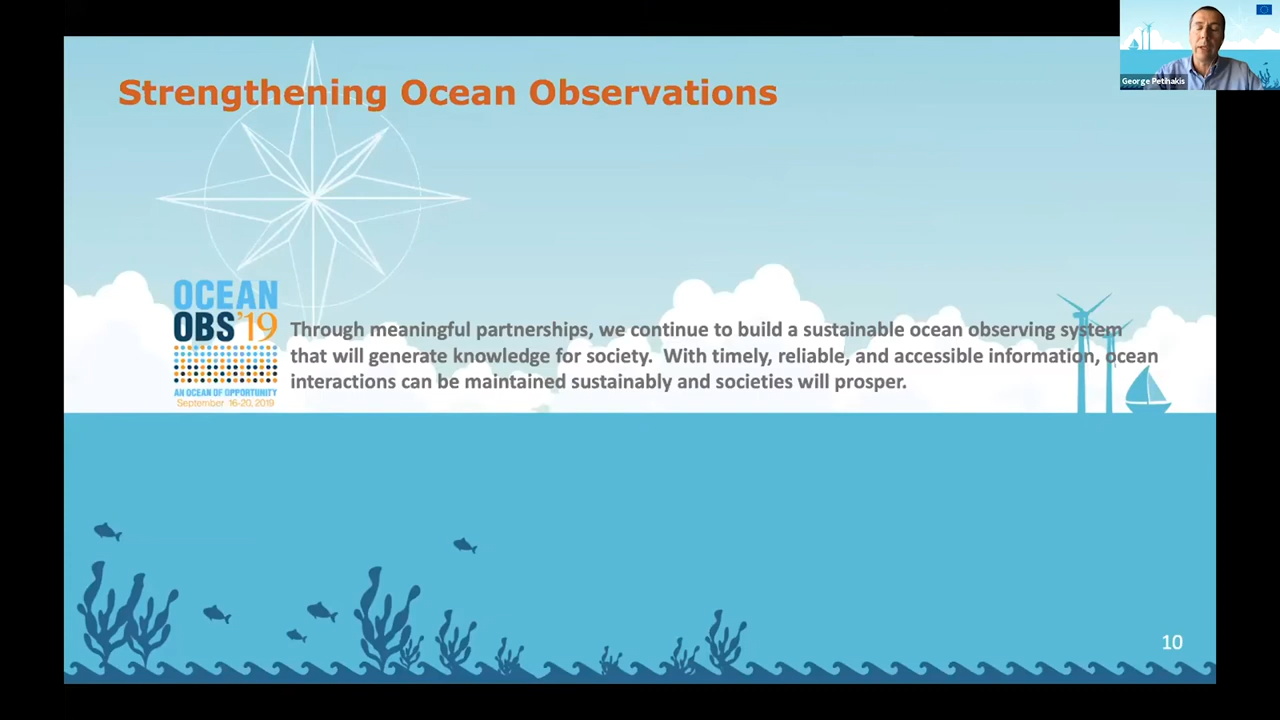 Strengthening Ocean Observations
George Petihakis
OCEAN
OBS'19
AN OCEAN OF OPPORTUNITY
September 16-20, 2019
Through meaningful partnerships, we continue to build a sustainable ocean observing system
that will generate knowledge for society. With timely, reliable, and accessible information, ocean
interactions can be maintained sustainably and societies will prosper.
10